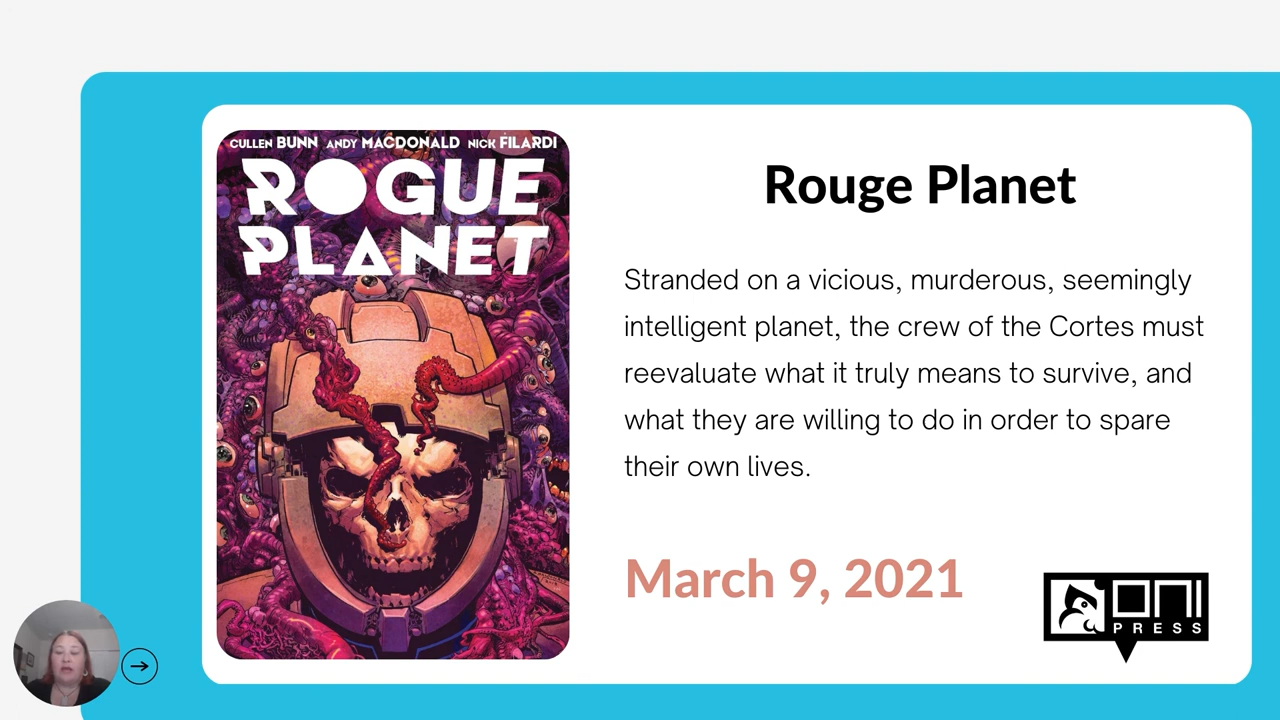 CULLEN BUNN ANDY MACDONALD NICK FILARDI
ROGUE
PLANET
Rouge Planet
Stranded on a vicious, murderous, seemingly
intelligent planet, the crew of the Cortes must
reevaluate what it truly means to survive, and
what they are willing to do in order to spare
their own lives.
March 9, 2021
ONI
PRESS